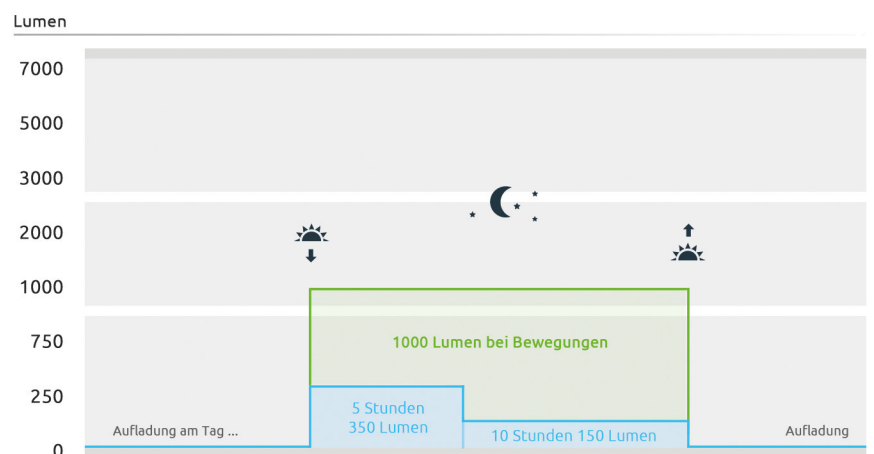 Lumen
7000
5000
3000
2000
1000
750
250
0
1000 Lumen bei Bewegungen
5 Stunden
350 Lumen
10 Stunden 150 Lumen
Aufladung am Tag ...
Aufladung